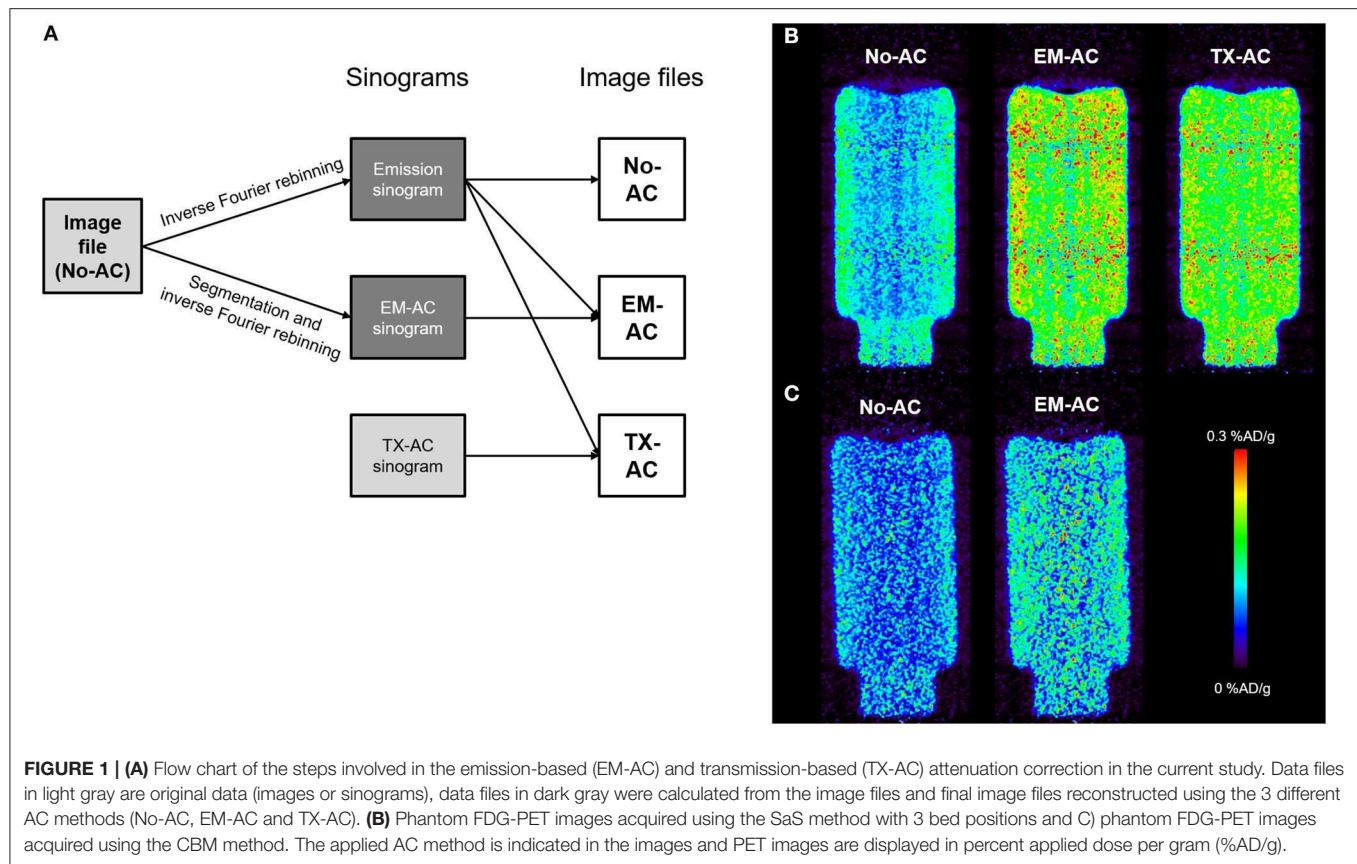 A
Sinograms
Image files
Inverse Fourier rebinning
Emission
sinogram
No-
AC
Image
file
(No-AC)
Segmentation and
inverse Fourier rebinning
EM-AC
sinogram
EM-
AC
TX-AC
sinogram
TX-
AC
B
No-AC
EM-AC
TX-AC
C
No-AC
EM-AC
0.3 %AD/g
0 %AD/g
FIGURE 1 | (A) Flow chart of the steps involved in the emission-based (EM-AC) and transmission-based (TX-AC) attenuation correction in the current study. Data files
in light gray are original data (images or sinograms), data files in dark gray were calculated from the image files and final image files reconstructed using the 3 different
AC methods (No-AC, EM-AC and TX-AC). (B) Phantom FDG-PET images acquired using the SaS method with 3 bed positions and C) phantom FDG-PET images
acquired using the CBM method. The applied AC method is indicated in the images and PET images are displayed in percent applied dose per gram (%AD/g).